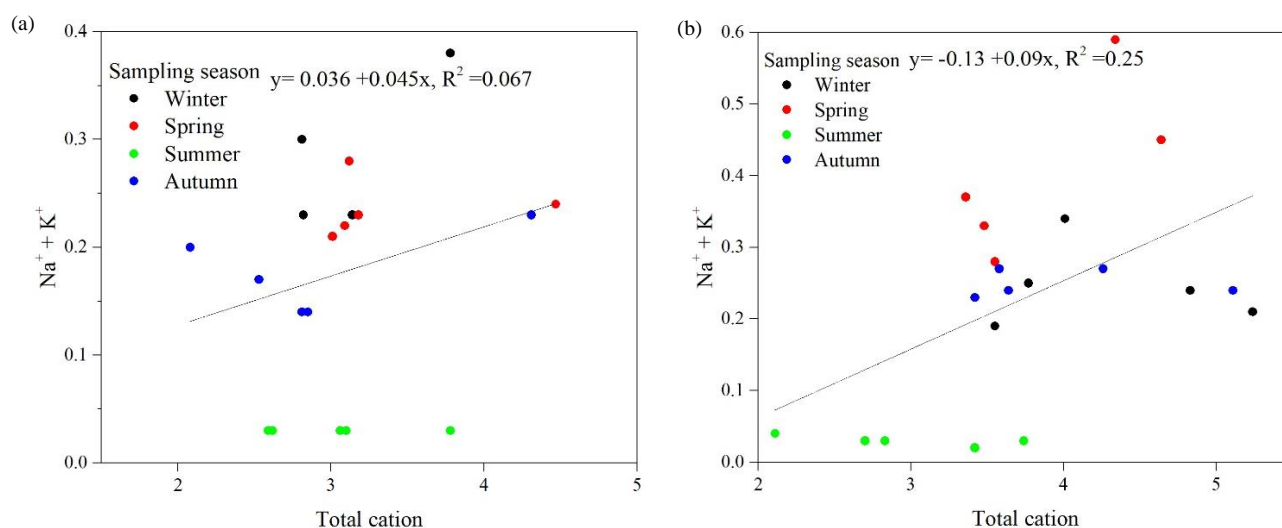 (a)
0.4
0.3
0.2
0.1
0.0
Na⁺ + K⁺
Sampling season
y= 0.036 +0.045x, R² =0.067
Winter
Spring
Summer
Autumn
2 3 4 5
Total cation
(b)
0.6
0.5
0.4
0.3
0.2
0.1
0.0
Na⁺ + K⁺
Sampling season
y= -0.13 +0.09x, R² =0.25
Winter
Spring
Summer
Autumn
2 3 4 5
Total cation